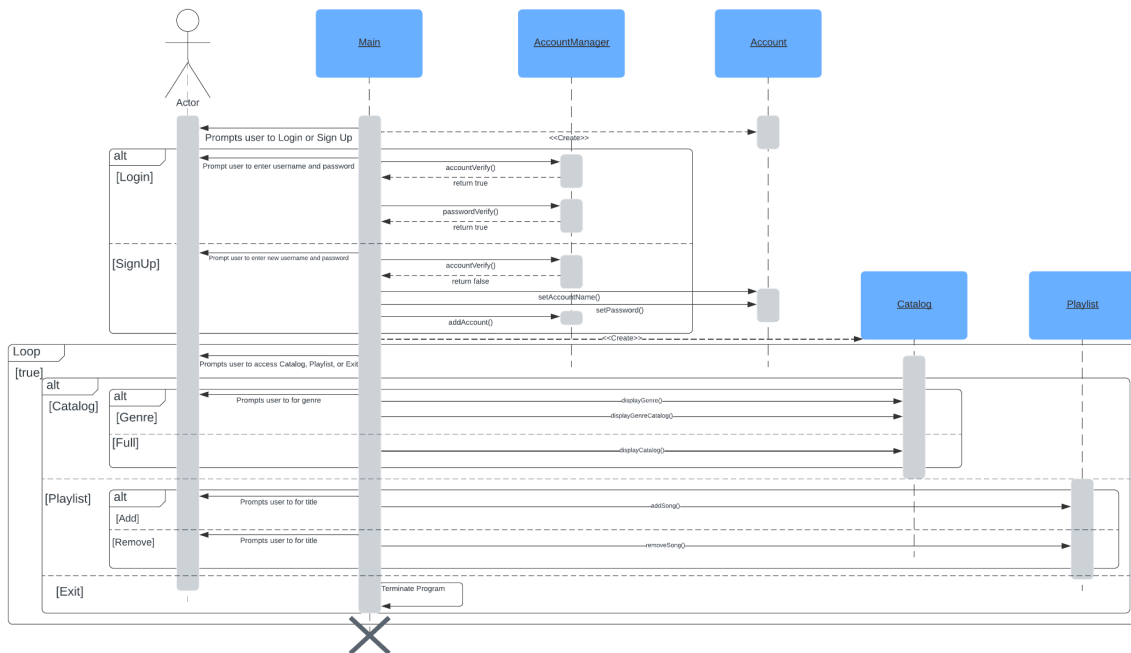 Main
AccountManager
Account
Actor
Prompts user to Login or Sign Up
<<Create>>
alt
[Login]
Prompt user to enter username and password
accountVerify()
return true
passwordVerify()
return true
[SignUp]
Prompt user to enter new username and password
accountVerify()
return false
setAccountName()
setPassword()
addAccount()
Catalog
Playlist
<<Create>>
Loop
[true]
Prompts user to access Catalog, Playlist, or Exit
alt
[Catalog]
alt
[Genre]
Prompts user to for genre
displayGenre()
displayGenreCatalog()
[Full]
displayCatalog()
[Playlist]
alt
[Add]
Prompts user to for title
addSong()
[Remove]
Prompts user to for title
removeSong()
[Exit]
Terminate Program